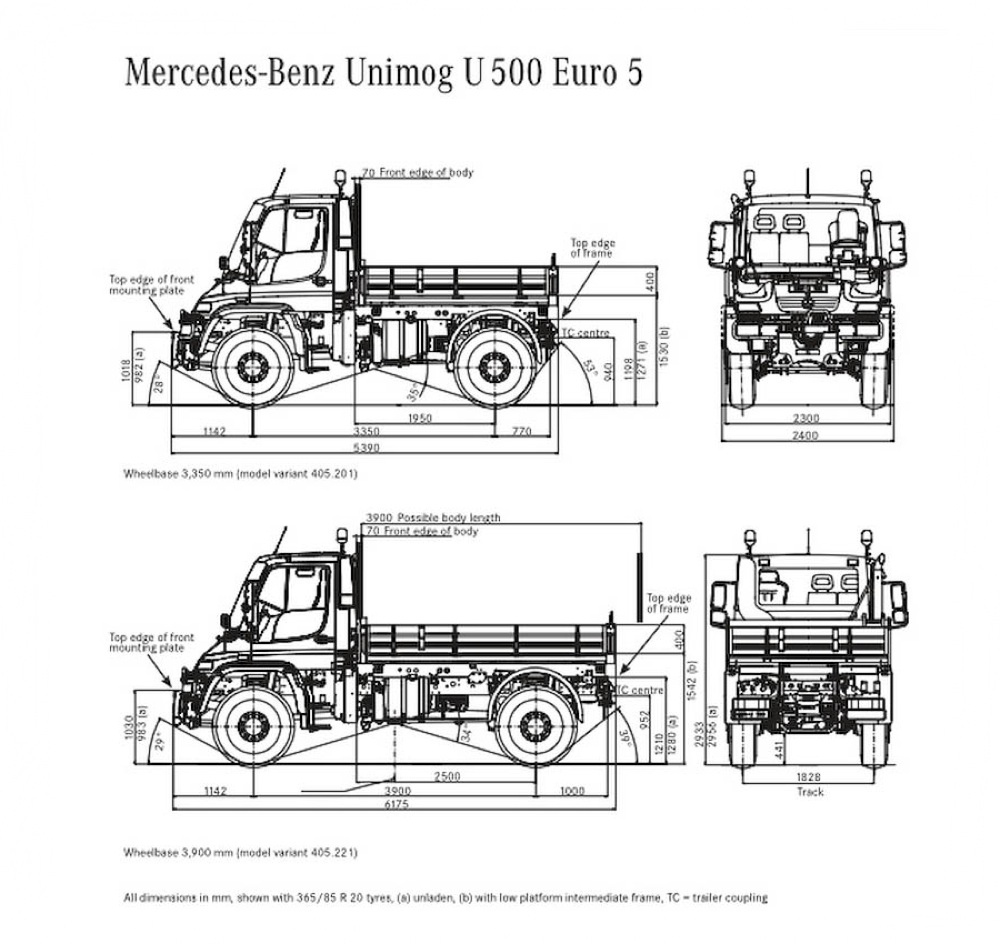 Mercedes-Benz Unimog U 500 Euro 5
70 Front edge of body
Top edge
of frame
Top edge of front
mounting plate
400
TC centre
1018
982 (a)
28°
35°
53°
940
1198
1271 (a)
1530 (b)
1950
1142
3350
770
5390
2300
2400
Wheelbase 3,350 mm (model variant 405.201)
3900 Possible body length
70 Front edge of body
Top edge
of frame
Top edge of front
mounting plate
400
TC centre
1030
983 (a)
29°
34°
39°
952
1210
1280 (a)
1542 (b)
2933
2956 (a)
441
2500
1142
3900
1000
6175
1828
Track
Wheelbase 3,900 mm (model variant 405.221)
All dimensions in mm, shown with 365/85 R 20 tyres, (a) unladen, (b) with low platform intermediate frame, TC = trailer coupling